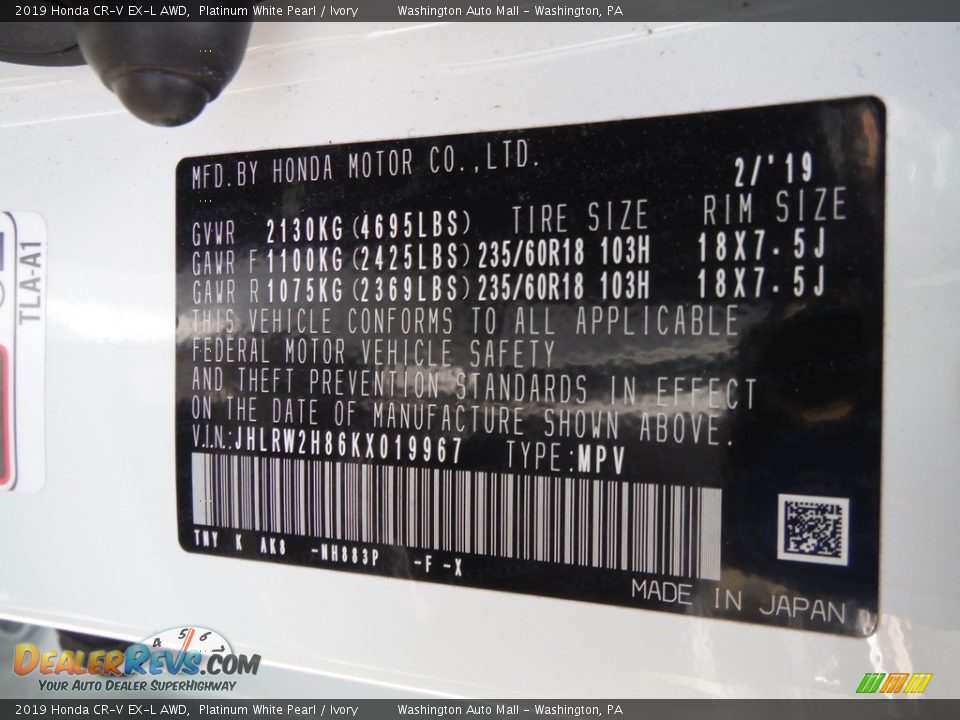 2019 Honda CR-V EX-L AWD, Platinum White Pearl / Ivory Washington Auto Mall - Washington, PA
MFD.BY HONDA MOTOR CO.,LTD.
2/'19
GVWR 2130KG(4695LBS) TIRE SIZE RIM SIZE
GAWR F 1100KG(2425LBS) 235/60R18 103H 18X7.5J
GAWR R 1075KG(2369LBS) 235/60R18 103H 18X7.5J
THIS VEHICLE CONFORMS TO ALL APPLICABLE
FEDERAL MOTOR VEHICLE SAFETY
AND THEFT PREVENTION STANDARDS IN EFFECT
ON THE DATE OF MANUFACTURE SHOWN ABOVE.
V.I.N.:JHLRW2H86KX019967 TYPE:MPV
TNY K AK8 -NH883P -F -X
MADE IN JAPAN
TLA-A1
4 5 6
DEALERREVS.COM
YOUR AUTO DEALER SUPERHIGHWAY
2019 Honda CR-V EX-L AWD, Platinum White Pearl / Ivory Washington Auto Mall - Washington, PA